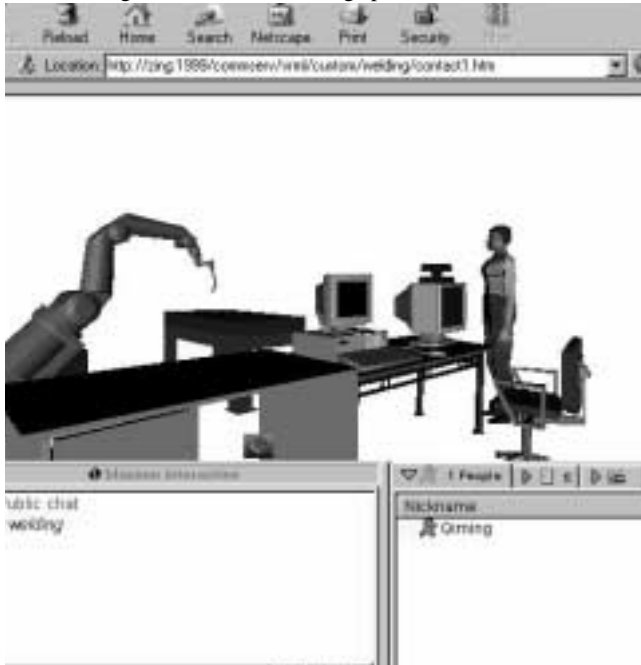 Reload Home Search Netscape Print Security
Location: http://zing:1999/commserv/vrml/custom/welding/contact1.htm
1 People
Public chat
welding
Nickname
Qiming